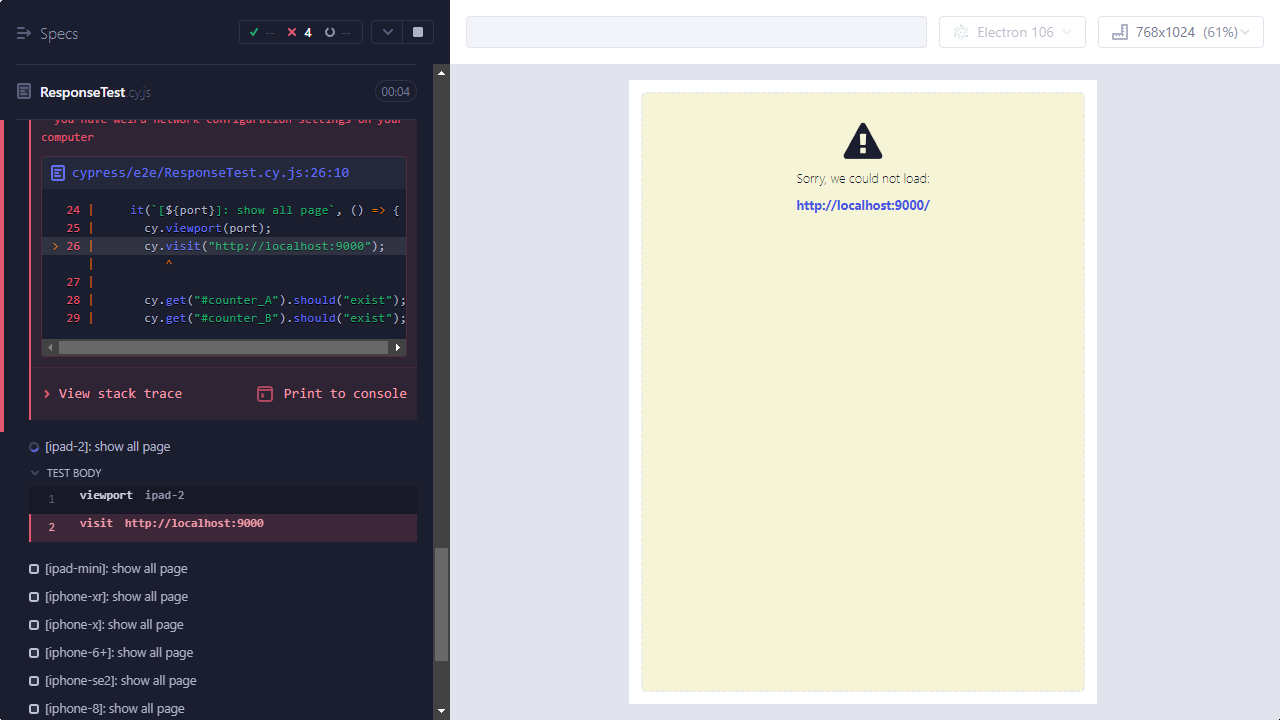 Specs
-- 4 --
ResponseTest.cy.js
00:04
you have weird network configuration settings on your
computer
cypress/e2e/ResponseTest.cy.js:26:10
24 | it(`[${port}]: show all page`, () => {
25 | cy.viewport(port);
> 26 | cy.visit("http://localhost:9000");
| ^
27 |
28 | cy.get("#counter_A").should("exist");
29 | cy.get("#counter_B").should("exist");
View stack trace
Print to console
[ipad-2]: show all page
TEST BODY
1 viewport ipad-2
2 visit http://localhost:9000
[ipad-mini]: show all page
[iphone-xr]: show all page
[iphone-x]: show all page
[iphone-6+]: show all page
[iphone-se2]: show all page
[iphone-8]: show all page
Electron 106
768x1024 (61%)
Sorry, we could not load:
http://localhost:9000/